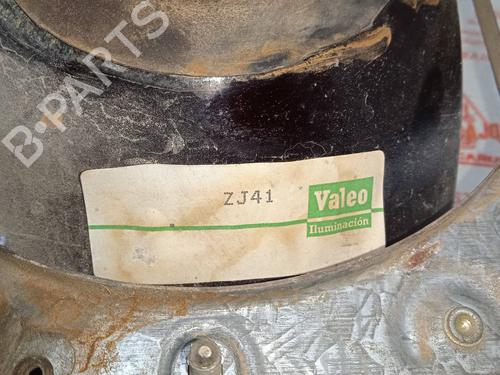 B-PARTS
ZJ41
Valeo
Iluminación